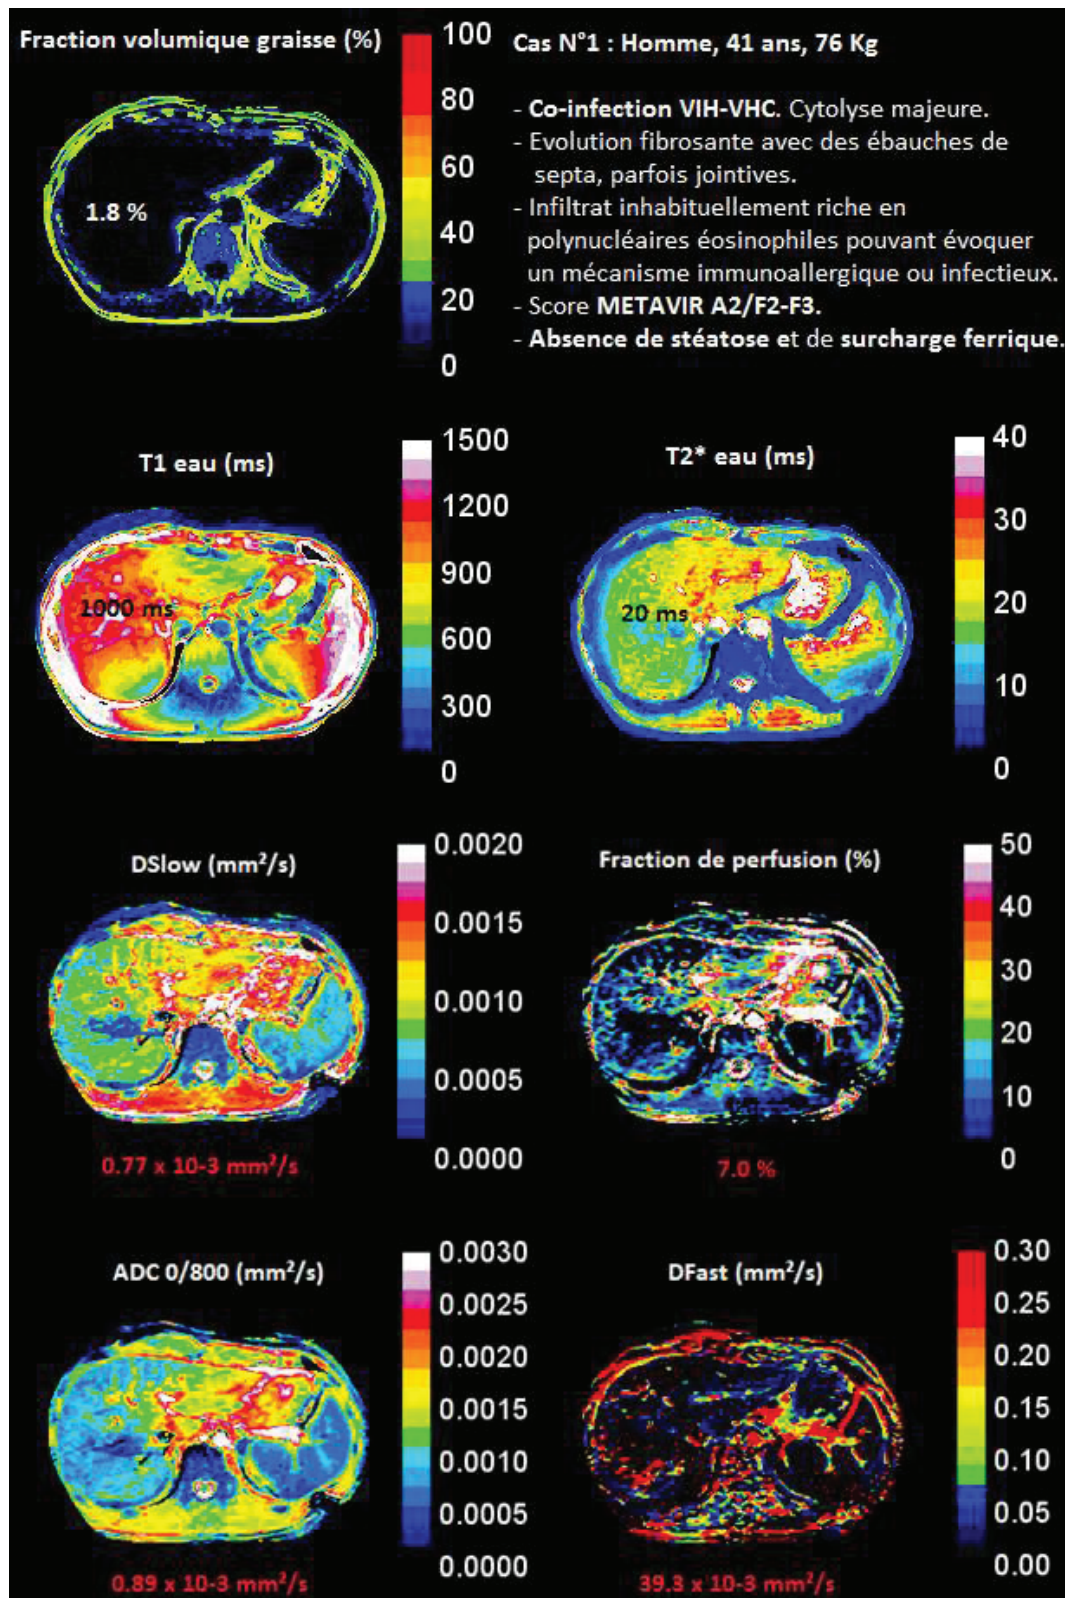 Fraction volumique graisse (%)
100
80
60
40
20
0
1.8 %
Cas N°1 : Homme, 41 ans, 76 Kg
- Co-infection VIH-VHC. Cytolyse majeure.
- Evolution fibrosante avec des ébauches de
septa, parfois jointives.
- Infiltrat inhabituellement riche en
polynucléaires éosinophiles pouvant évoquer
un mécanisme immunoallergique ou infectieux.
- Score METAVIR A2/F2-F3.
- Absence de stéatose et de surcharge ferrique.
T1 eau (ms)
1500
1200
900
600
300
0
1000 ms
T2* eau (ms)
40
30
20
10
0
20 ms
DSlow (mm²/s)
0.0020
0.0015
0.0010
0.0005
0.0000
0.77 x 10-3 mm²/s
Fraction de perfusion (%)
50
40
30
20
10
0
7.0 %
ADC 0/800 (mm²/s)
0.0030
0.0025
0.0020
0.0015
0.0010
0.0005
0.0000
0.89 x 10-3 mm²/s
DFast (mm²/s)
0.30
0.25
0.20
0.15
0.10
0.05
0.00
39.3 x 10-3 mm²/s